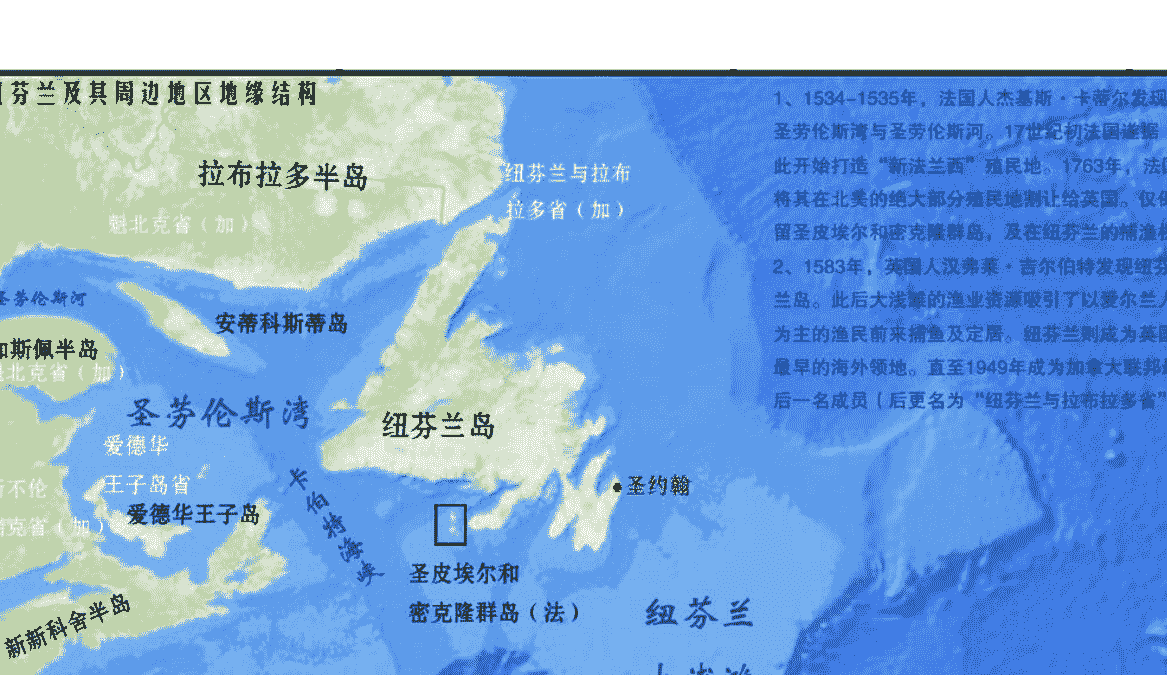 芬兰及其周边地区地缘结构
1、1534-1535年，法国人杰基斯·卡蒂尔发现
圣劳伦斯湾与圣劳伦斯河。17世纪初法国遂据
此开始打造“新法兰西”殖民地。1763年，法
将其在北美的绝大部分殖民地割让给英国。仅
留圣皮埃尔和密克隆群岛，及在纽芬兰的捕渔
2、1583年，英国人汉弗莱·吉尔伯特发现纽芬
兰岛。此后大浅滩的渔业资源吸引了以爱尔兰人
为主的渔民前来捕鱼及定居。纽芬兰则成为英国
最早的海外领地。直至1949年成为加拿大联邦最
后一名成员（后更名为“纽芬兰与拉布拉多省”
拉布拉多半岛
纽芬兰与拉布
拉多省（加）
魁北克省（加）
圣劳伦斯河
安蒂科斯蒂岛
斯佩半岛
北克省（加）
圣劳伦斯湾
纽芬兰岛
爱德华
王子岛省
不伦
克省（加）
爱德华王子岛
卡伯特海峡
圣约翰
圣皮埃尔和
密克隆群岛（法）
新新科舍半岛
纽芬兰